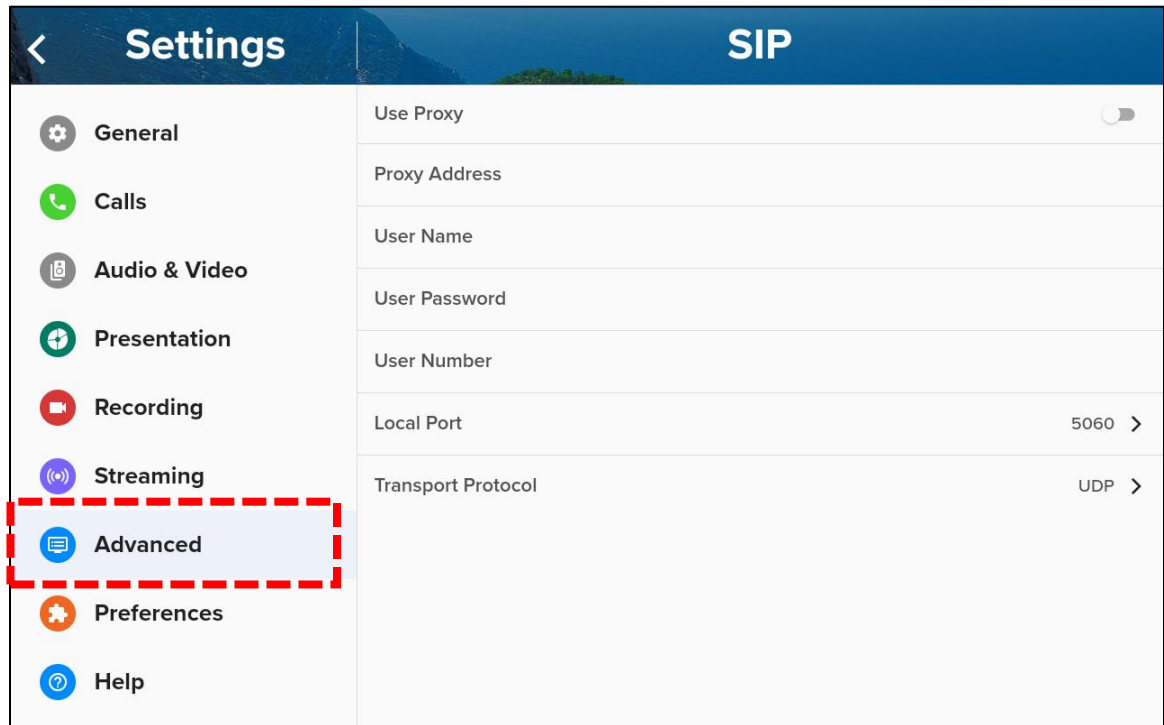 Settings
SIP
General
Calls
Audio & Video
Presentation
Recording
Streaming
Advanced
Preferences
Help
Use Proxy
Proxy Address
User Name
User Password
User Number
Local Port 5060
Transport Protocol UDP